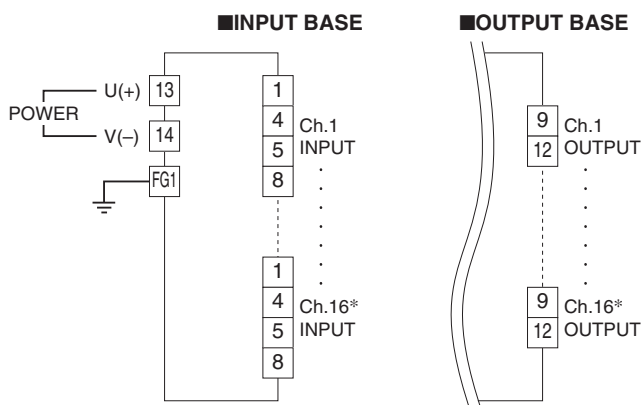 ■INPUT BASE
■OUTPUT BASE
POWER
U(+) 13
V(–) 14
FG1
1
4
5
8
Ch.1
INPUT
1
4
5
8
Ch.16*
INPUT
9
12
Ch.1
OUTPUT
9
12
Ch.16*
OUTPUT